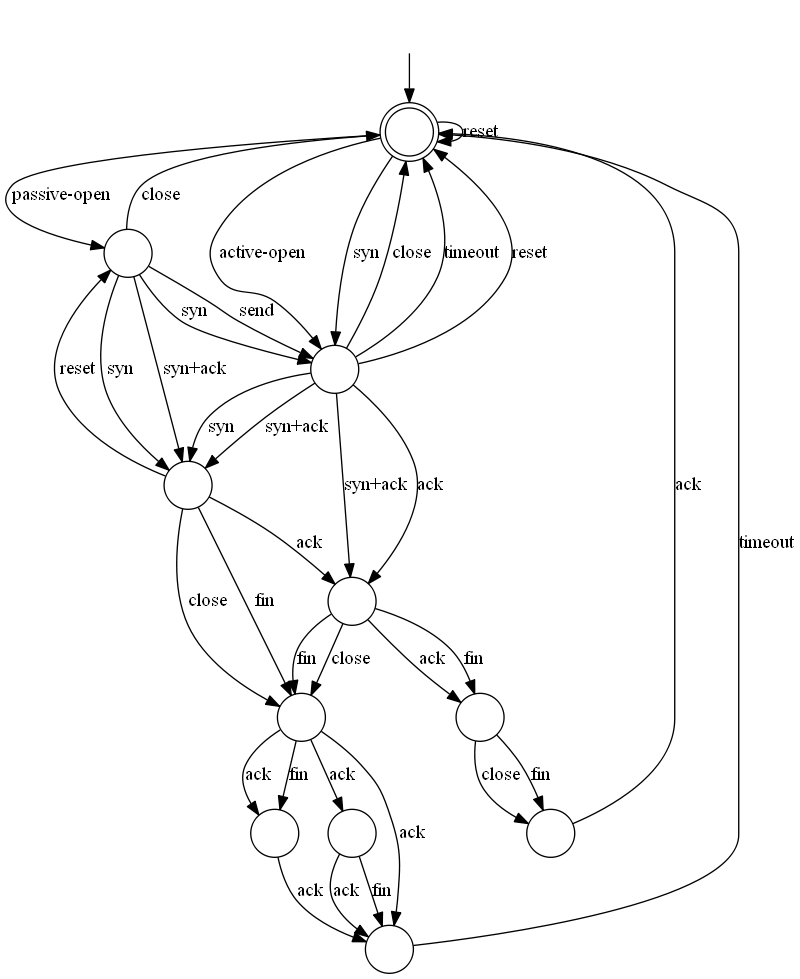 reset
passive-open
close
active-open
syn
close
timeout
reset
syn
send
reset
syn
syn+ack
syn
syn+ack
syn+ack
ack
ack
ack
timeout
close
fin
fin
close
ack
fin
ack
fin
ack
close
fin
ack
ack
ack
fin